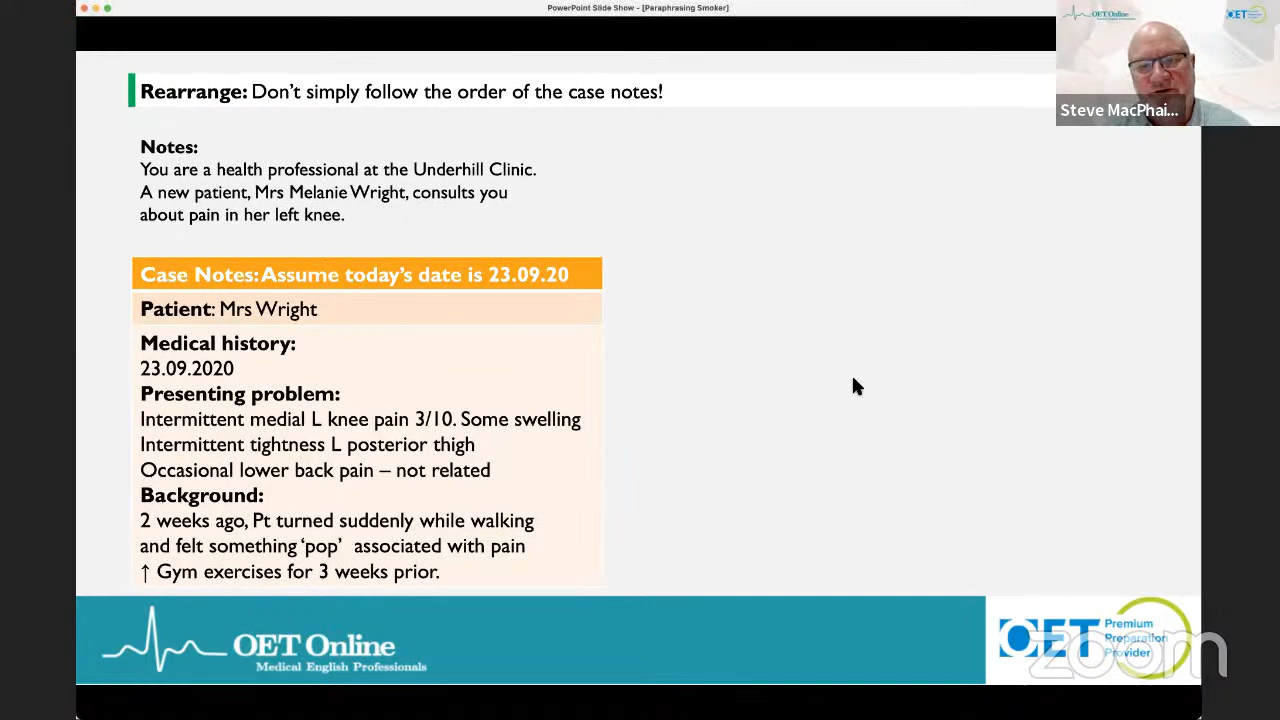 PowerPoint Slide Show - [Paraphrasing Smoker]
OET Online
OET
Steve MacPhai...
Rearrange: Don't simply follow the order of the case notes!
Notes:
You are a health professional at the Underhill Clinic.
A new patient, Mrs Melanie Wright, consults you
about pain in her left knee.
Case Notes: Assume today's date is 23.09.20
Patient: Mrs Wright
Medical history:
23.09.2020
Presenting problem:
Intermittent medial L knee pain 3/10. Some swelling
Intermittent tightness L posterior thigh
Occasional lower back pain – not related
Background:
2 weeks ago, Pt turned suddenly while walking
and felt something 'pop' associated with pain
↑ Gym exercises for 3 weeks prior.
OET Online
Medical English Professionals
OET
Premium
Preparation
Provider
zoom